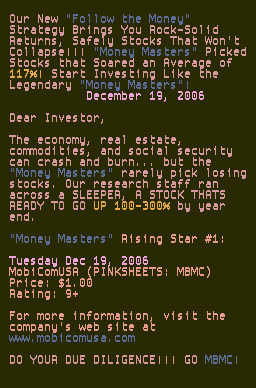 Our New "Follow the Money"
Strategy Brings You Rock-Solid
Returns, Safely Stocks That Won't
Collapse!!! "Money Masters" Picked
Stocks that Soared an Average of
117%! Start Investing Like the
Legendary "Money Masters"!
December 19, 2006
Dear Investor,
The economy, real estate,
commodities, and social security
can crash and burn... but the
"Money Masters" rarely pick losing
stocks. Our research staff ran
across a SLEEPER, A STOCK THATS
READY TO GO UP 100-300% by year
end.
"Money Masters" Rising Star #1:
Tuesday Dec 19, 2006
MobiComUSA (PINKSHEETS: MBMC)
Price: $1.00
Rating: 9+
For more information, visit the
company's web site at
www.mobicomusa.com
DO YOUR DUE DILIGENCE!!! GO MBMC!